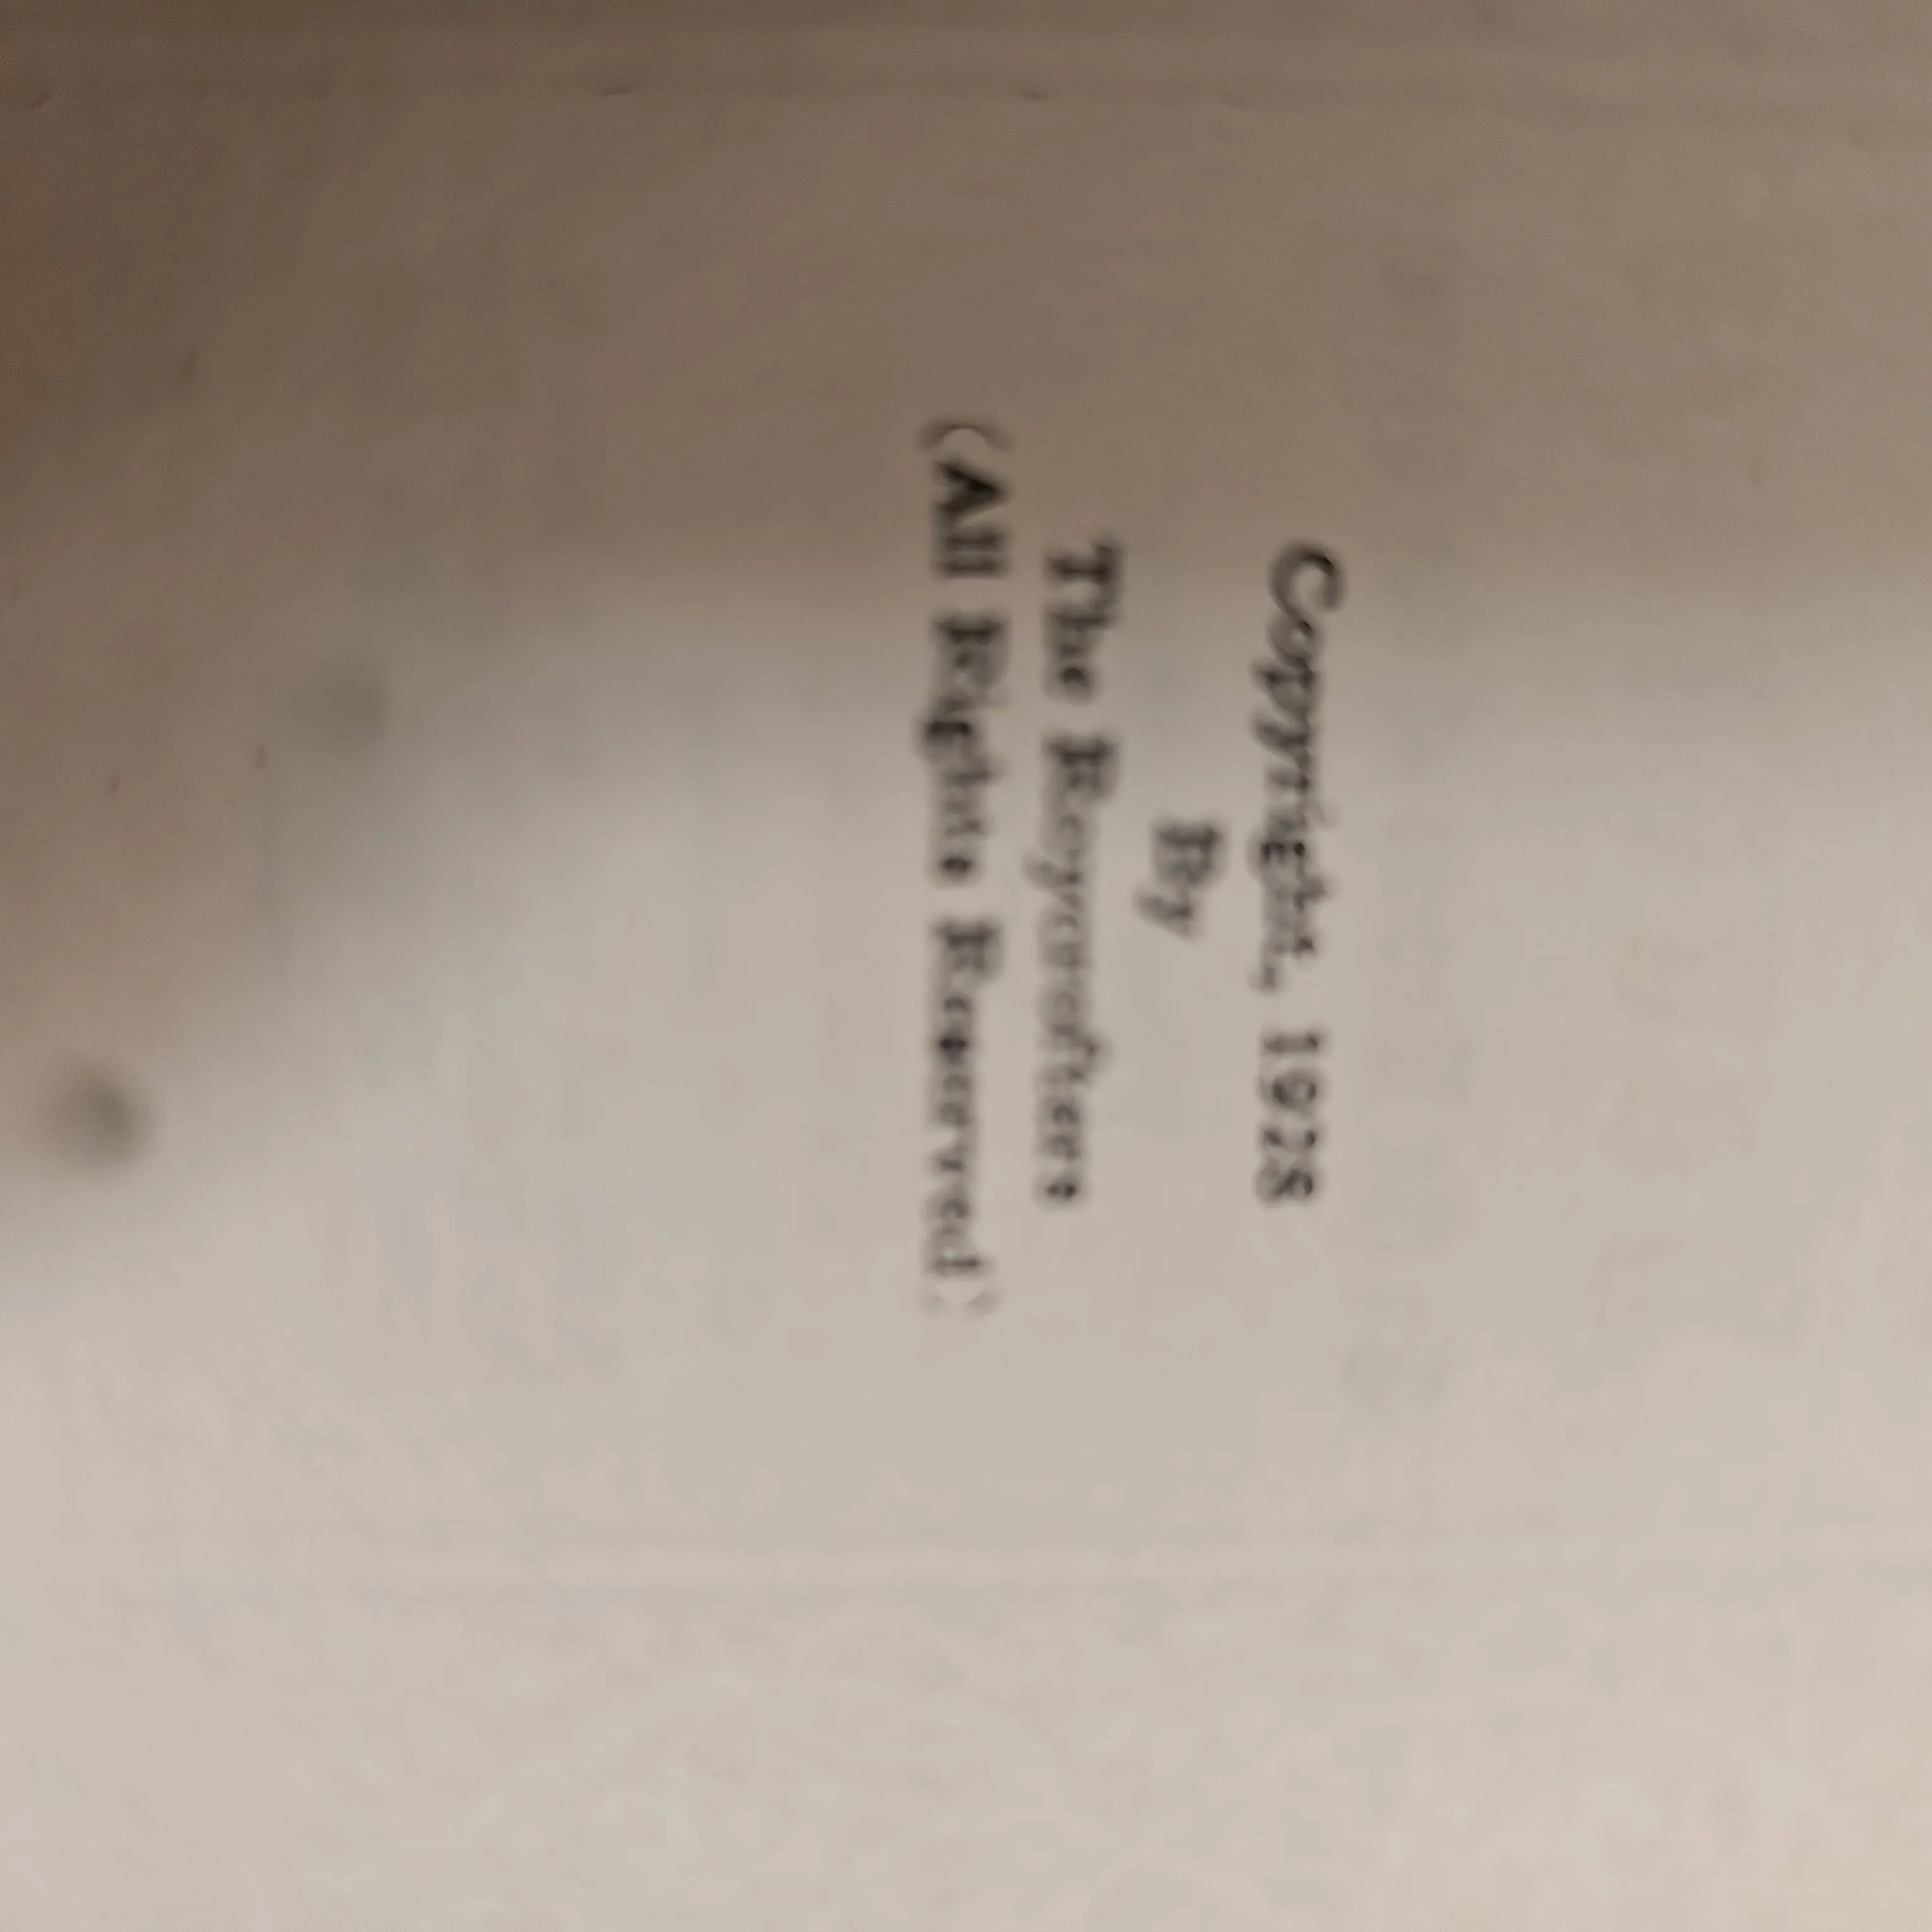 Copyright, 1928
By
The Roycrofters
(All Rights Reserved)